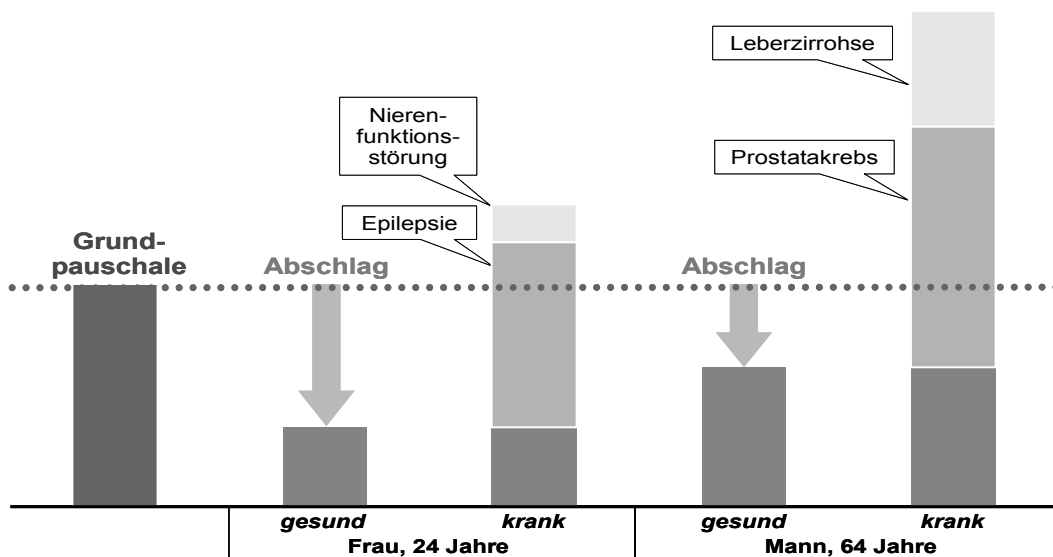 Leberzirrohse
Nieren-
funktions-
störung
Prostatakrebs
Epilepsie
Grund-
pauschale
Abschlag
Abschlag
gesund
krank
gesund
krank
Frau, 24 Jahre
Mann, 64 Jahre